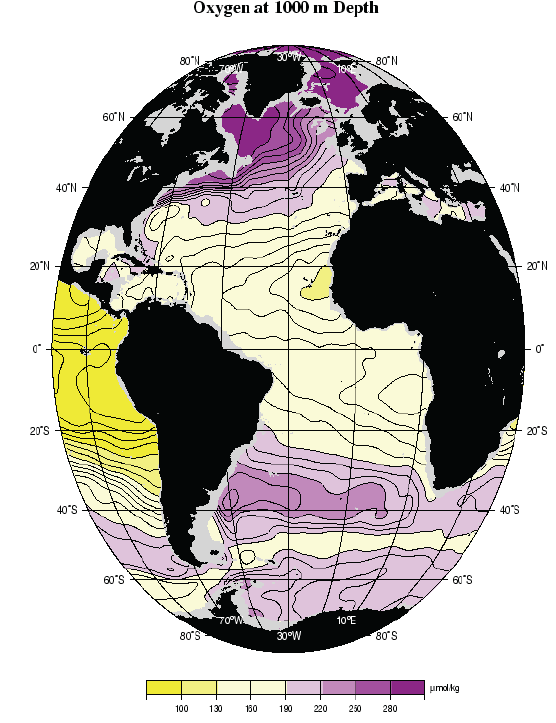 Oxygen at 1000 m Depth
80˚N 70˚W 30˚W 10˚E 80˚N
60˚N 60˚N
40˚N 40˚N
20˚N 20˚N
0˚ 0˚
20˚S 20˚S
40˚S 40˚S
60˚S 60˚S
70˚W 10˚E
80˚S 30˚W 80˚S
µmol/kg
100 130 160 190 220 250 280